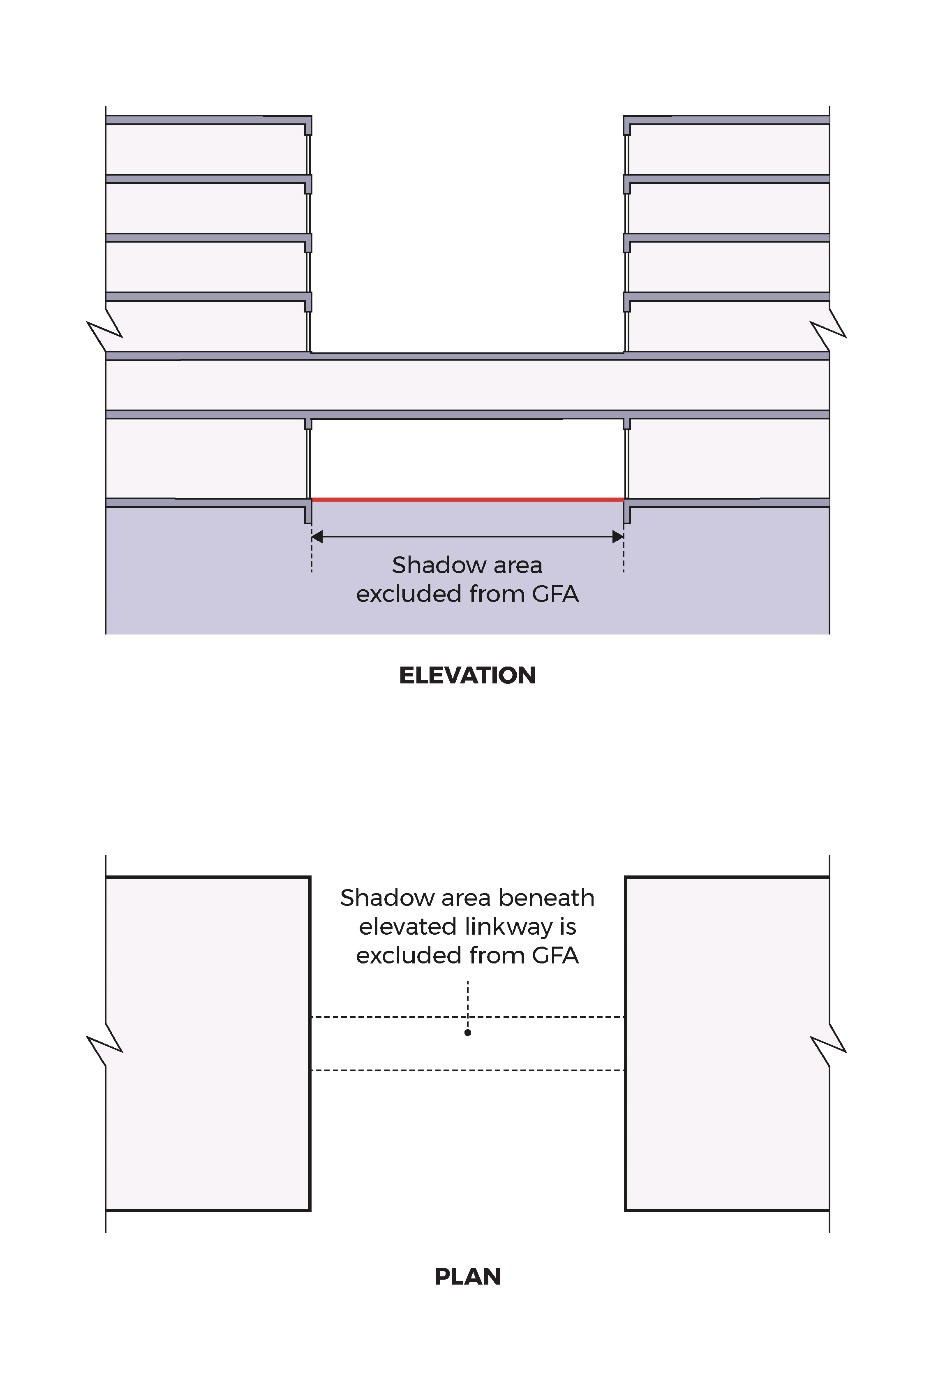 Shadow area
excluded from GFA
ELEVATION
Shadow area beneath
elevated linkway is
excluded from GFA
PLAN